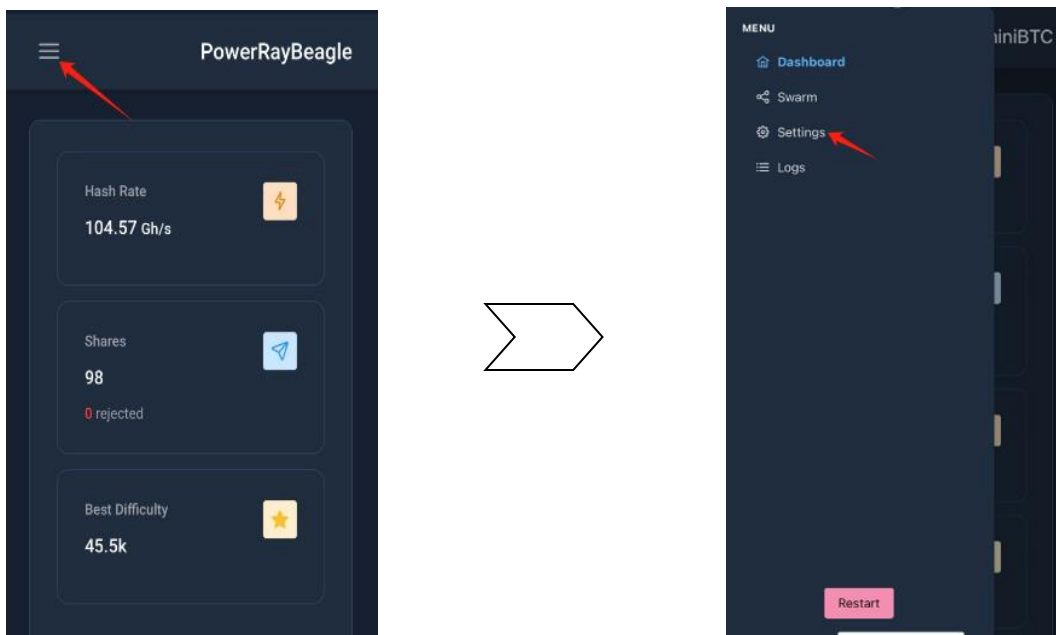 PowerRayBeagle
Hash Rate
104.57 Gh/s
Shares
98
0 rejected
Best Difficulty
45.5k
MENU
Dashboard
Swarm
Settings
Logs
Restart
iniBTC